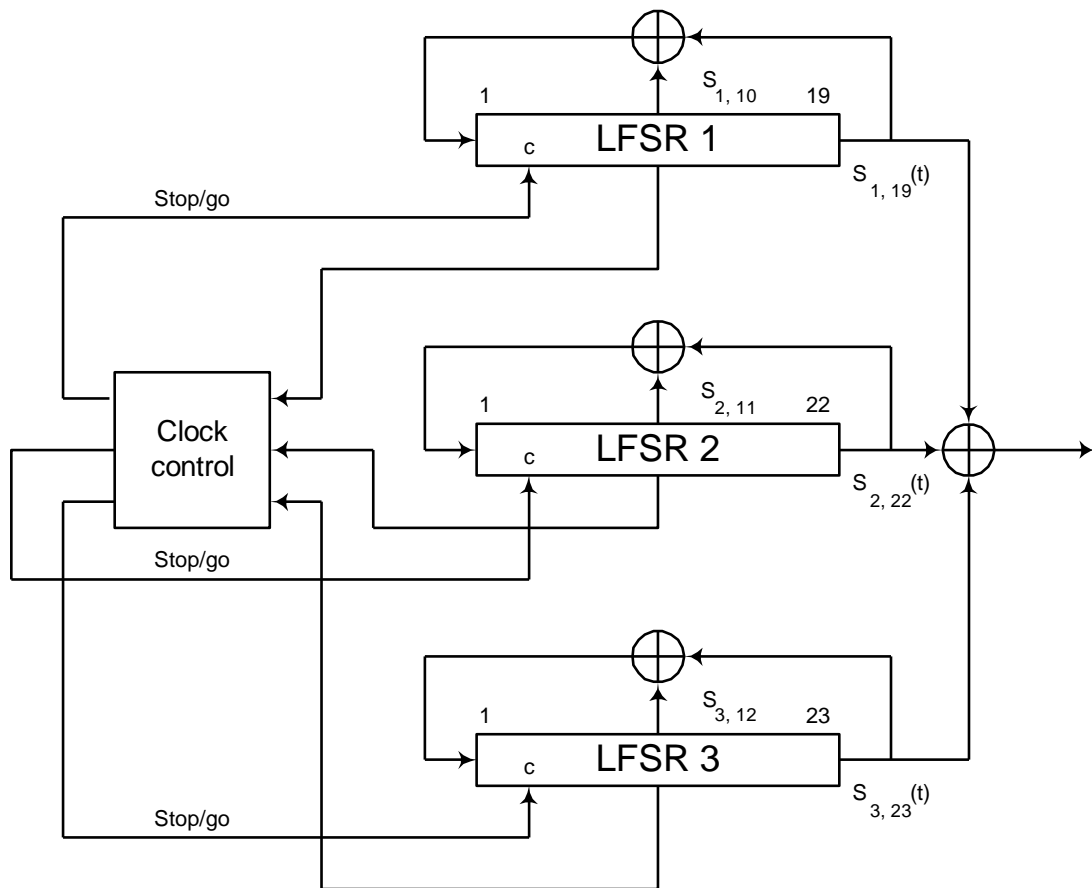 S1, 10
1
19
LFSR 1
c
S1, 19(t)
Stop/go
S2, 11
1
22
LFSR 2
c
S2, 22(t)
Clock
control
Stop/go
S3, 12
1
23
LFSR 3
c
S3, 23(t)
Stop/go